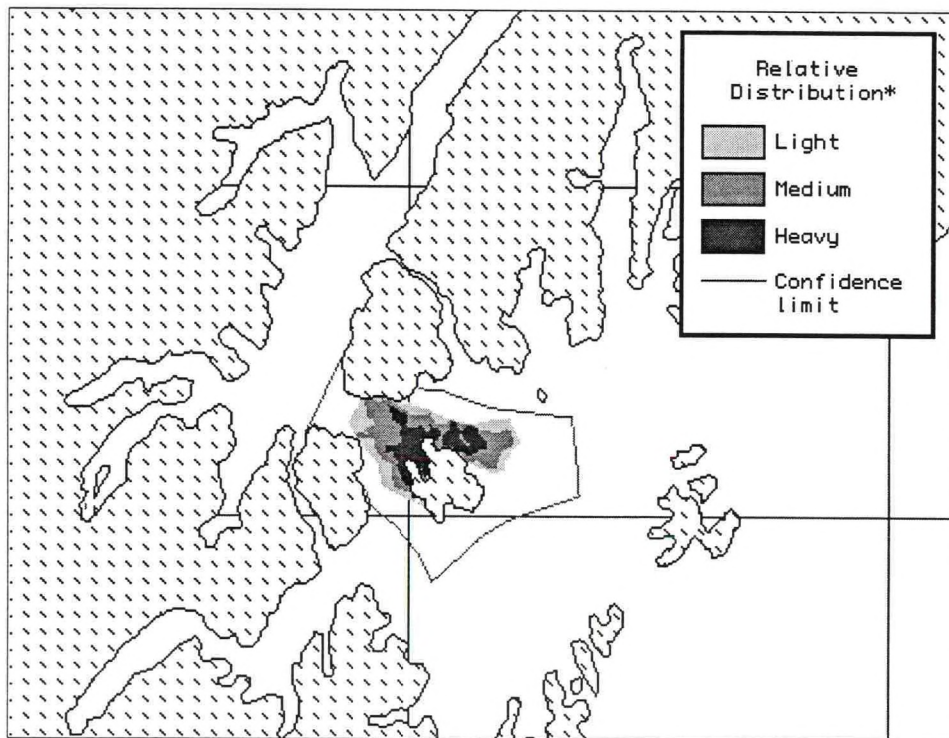 Relative
Distribution*
Light
Medium
Heavy
Confidence
limit